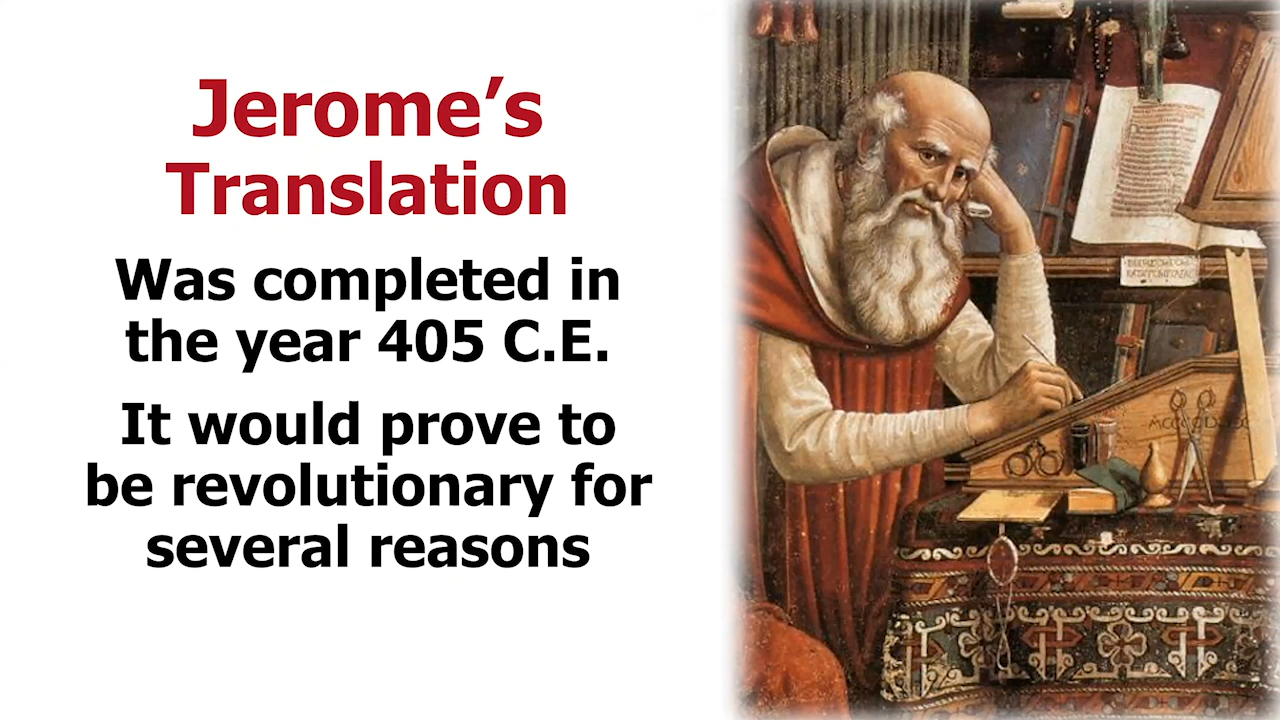 Jerome’s
Translation
Was completed in
the year 405 C.E.
It would prove to
be revolutionary for
several reasons